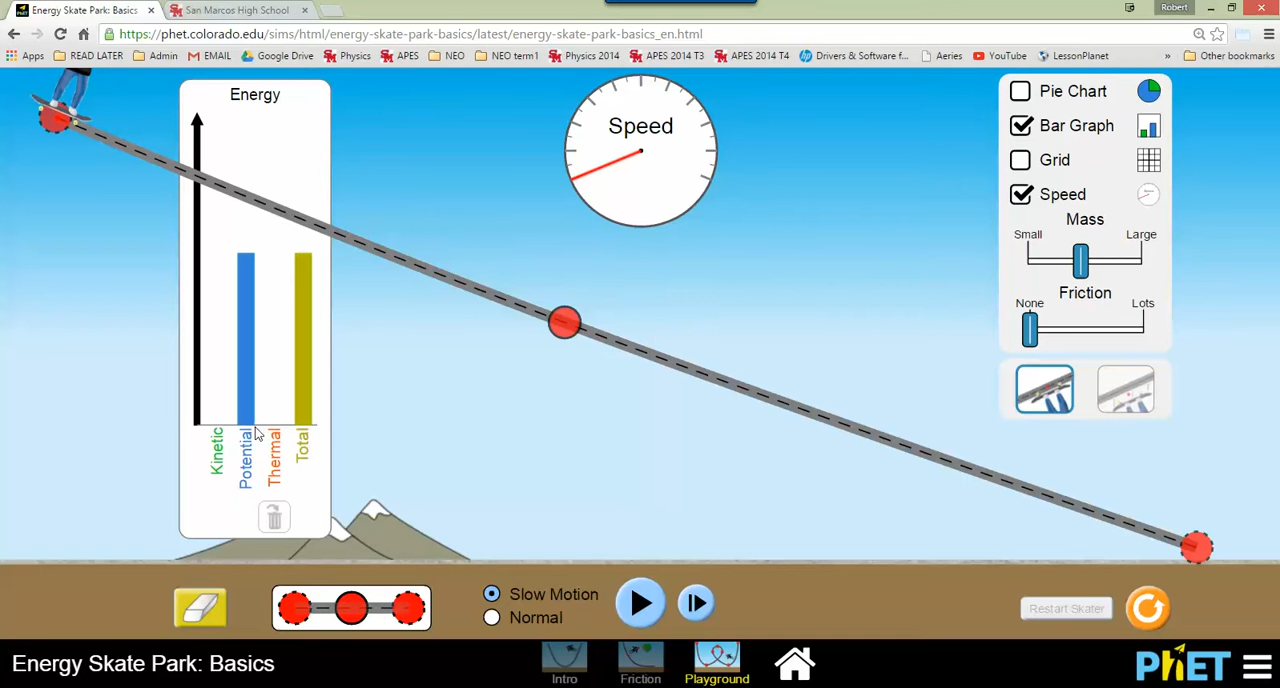 Energy Skate Park: Basics
San Marcos High School
Robert
https://phet.colorado.edu/sims/html/energy-skate-park-basics/latest/energy-skate-park-basics_en.html
Apps READ LATER Admin EMAIL Google Drive Physics APES NEO NEO term1 Physics 2014 APES 2014 T3 APES 2014 T4 Drivers & Software f... Aeries YouTube LessonPlanet » Other bookmarks
Energy
Kinetic
Potential
Thermal
Total
Speed
Pie Chart
Bar Graph
Grid
Speed
Mass
Small Large
Friction
None Lots
Slow Motion
Normal
Restart Skater
Energy Skate Park: Basics
Intro
Friction
Playground
PhET